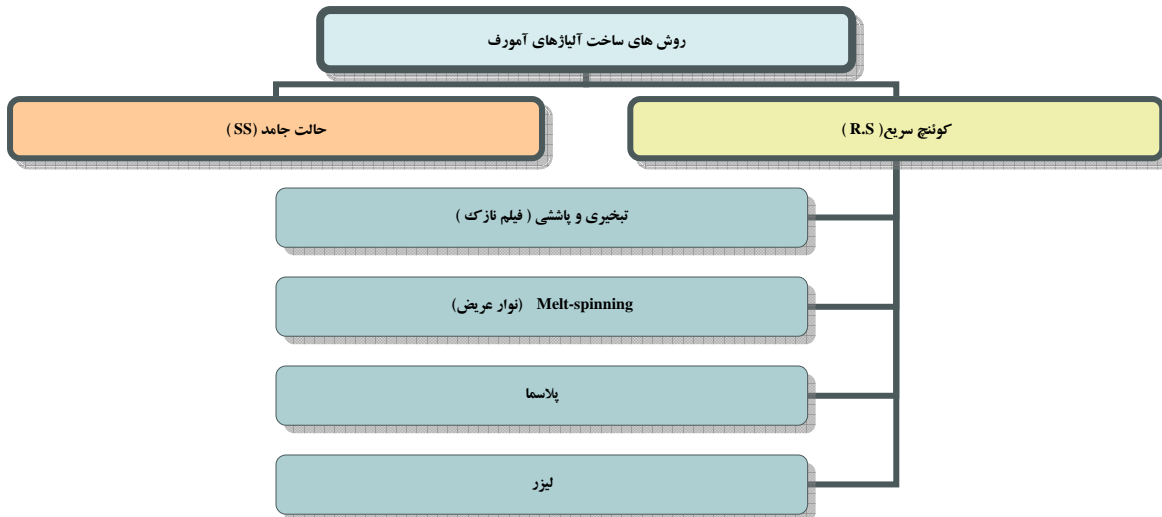 روش های ساخت آلیاژهای آمورف
کوئنچ سریع( R.S )
حالت جامد (SS )
تبخیری و پاششی ( فیلم نازک )
Melt-spinning (نوار عریض)
پلاسما
لیزر